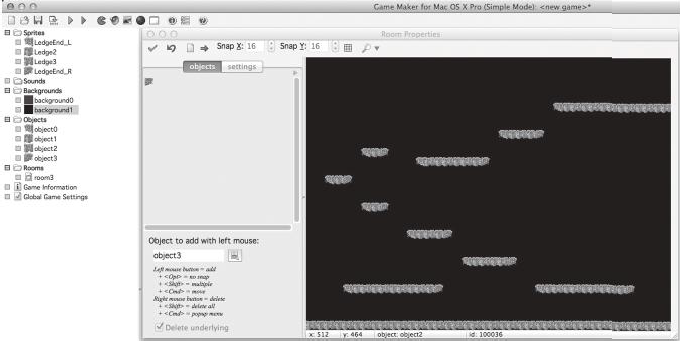 Game Maker for Mac OS X Pro (Simple Mode): <new game>*
Sprites
LedgeEnd_L
Ledge2
Ledge3
LedgeEnd_R
Sounds
Backgrounds
background0
background1
Objects
object0
object1
object2
object3
Rooms
room3
Game Information
Global Game Settings
Room Properties
Snap X: 16
Snap Y: 16
objects
settings
Object to add with left mouse:
object3
Left mouse button = add
+ <Opt> = no snap
+ <Shift> = multiple
+ <Cmd> = move
Right mouse button = delete
+ <Shift> = delete all
+ <Cmd> = popup menu
Delete underlying
x: 512
y: 464
object: object2
id: 100036